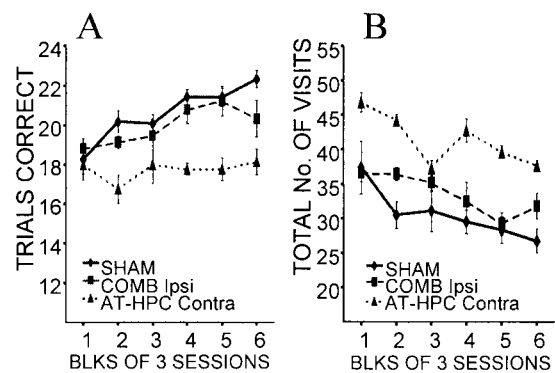 A
TRIALS CORRECT
24
22
20
18
16
14
12
SHAM
COMB Ipsi
AT-HPC Contra
1 2 3 4 5 6
BLKS OF 3 SESSIONS
B
TOTAL No. OF VISITS
55
50
45
40
35
30
25
20
SHAM
COMB Ipsi
AT-HPC Contra
1 2 3 4 5 6
BLKS OF 3 SESSIONS